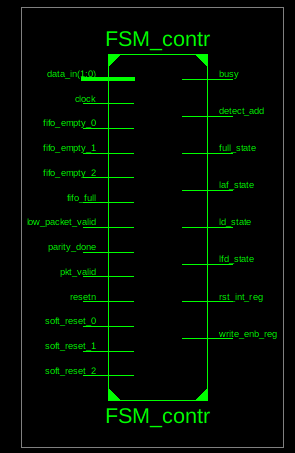 FSM_contr
data_in(1:0)
clock
fifo_empty_0
fifo_empty_1
fifo_empty_2
fifo_full
low_packet_valid
parity_done
pkt_valid
resetn
soft_reset_0
soft_reset_1
soft_reset_2
busy
detect_add
full_state
laf_state
ld_state
lfd_state
rst_int_reg
write_enb_reg
FSM_contr